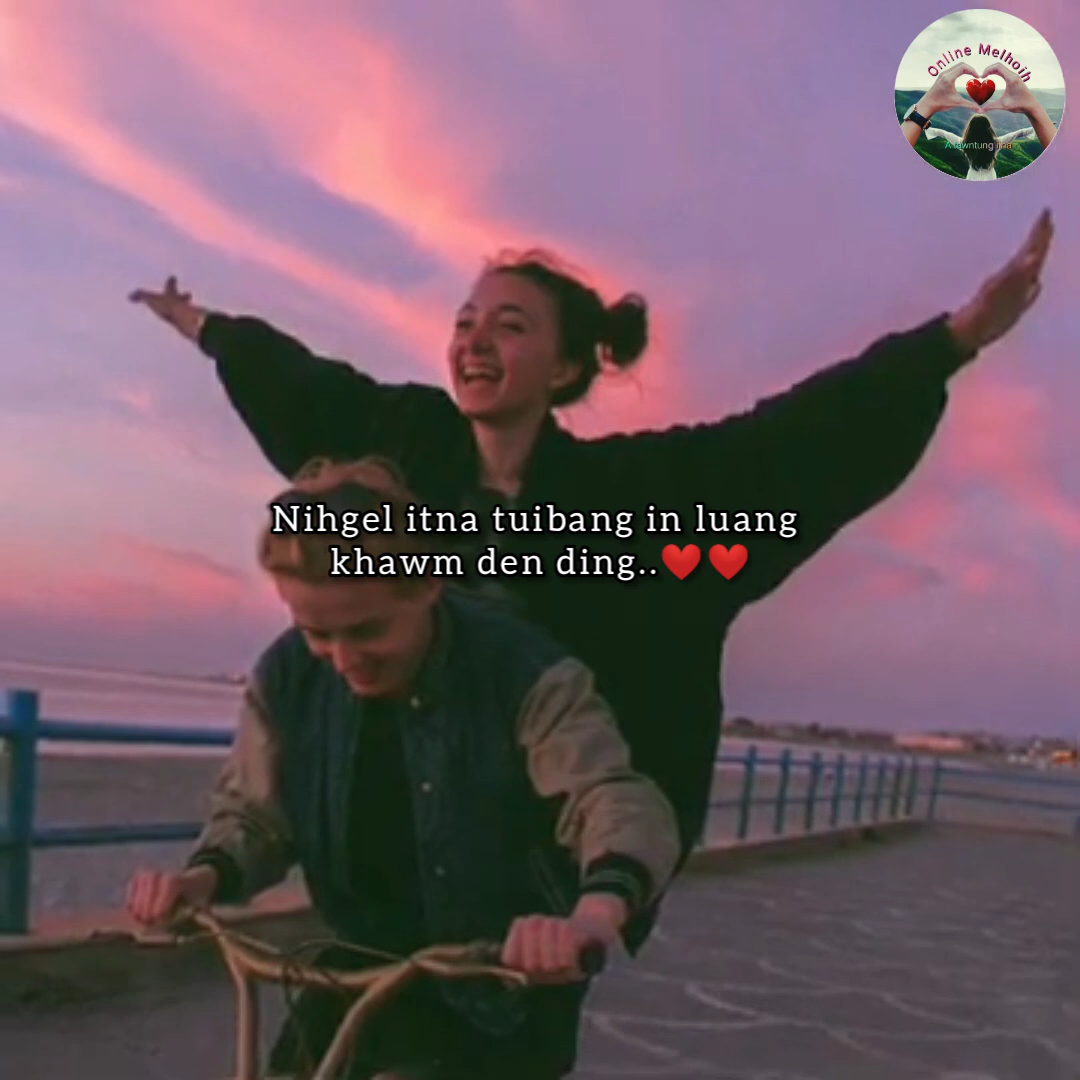 Online Melhoih
Nihgel itna tuibang in luang
khawm den ding..❤️❤️